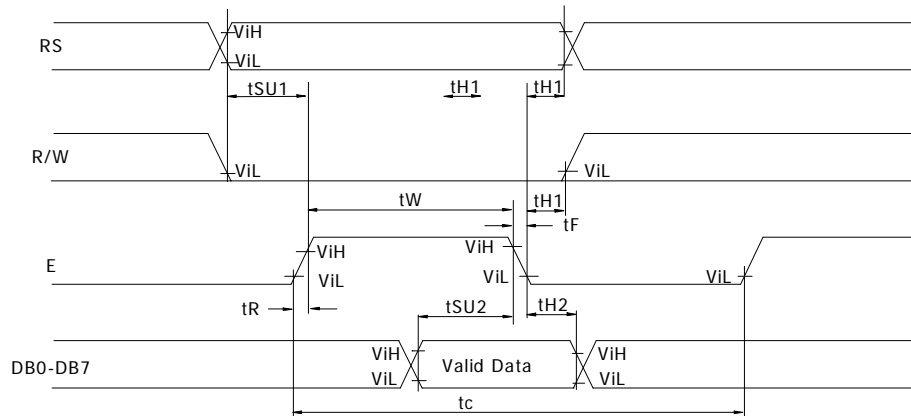 RS
ViH
ViL
tSU1
tH1
tH1
R/W
ViL
ViL
tW
tH1
tF
E
ViH
ViL
ViH
ViL
ViL
tR
tSU2
tH2
DB0-DB7
ViH
ViL
Valid Data
ViH
ViL
tc